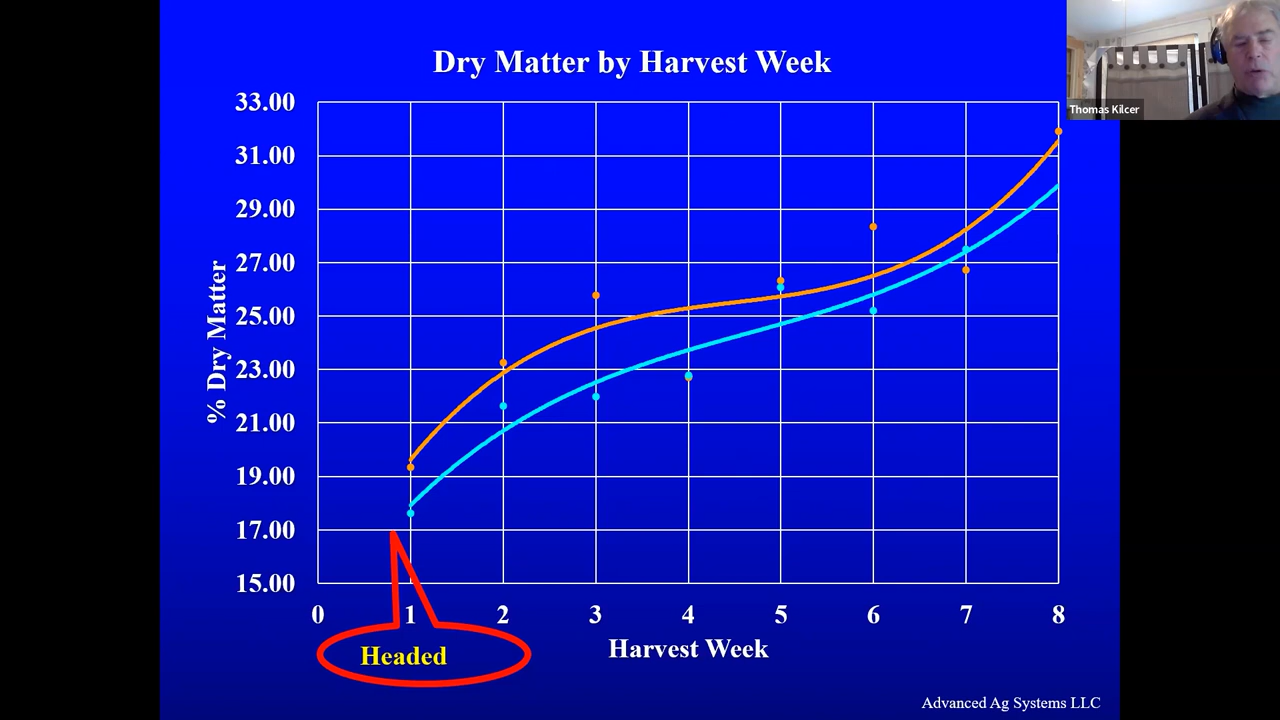 Dry Matter by Harvest Week
Thomas Kilcer
33.00
31.00
29.00
27.00
25.00
23.00
21.00
19.00
17.00
15.00
% Dry Matter
0 1 2 3 4 5 6 7 8
Harvest Week
Headed
Advanced Ag Systems LLC